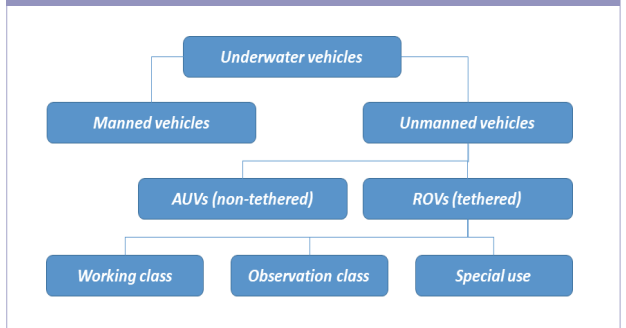 Underwater vehicles
Manned vehicles
Unmanned vehicles
AUVs (non-tethered)
ROVs (tethered)
Working class
Observation class
Special use